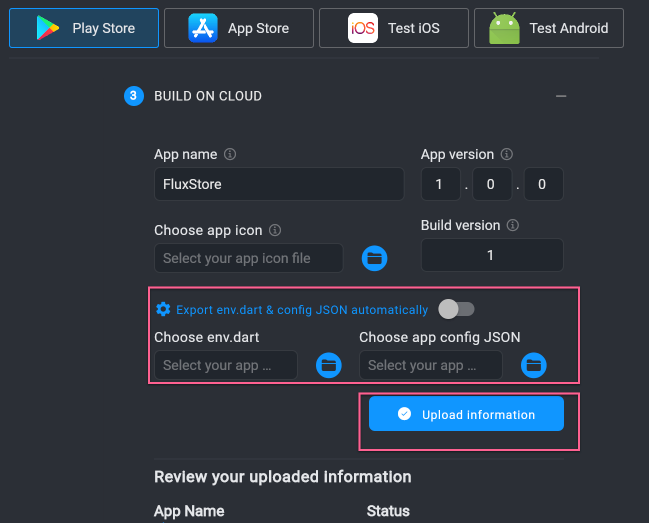 Play Store
App Store
iOS
Test iOS
Test Android
3 BUILD ON CLOUD
App name
App version
FluxStore
1 . 0 . 0
Choose app icon
Build version
Select your app icon file
1
Export env.dart & config JSON automatically
Choose env.dart
Choose app config JSON
Select your app ...
Select your app ...
Upload information
Review your uploaded information
App Name
Status